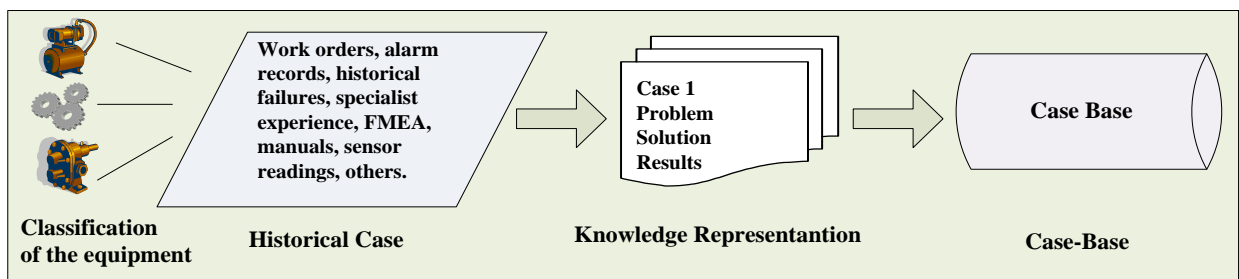 Work orders, alarm
records, historical
failures, specialist
experience, FMEA,
manuals, sensor
readings, others.
Case 1
Problem
Solution
Results
Case Base
Classification
of the equipment
Historical Case
Knowledge Representantion
Case-Base